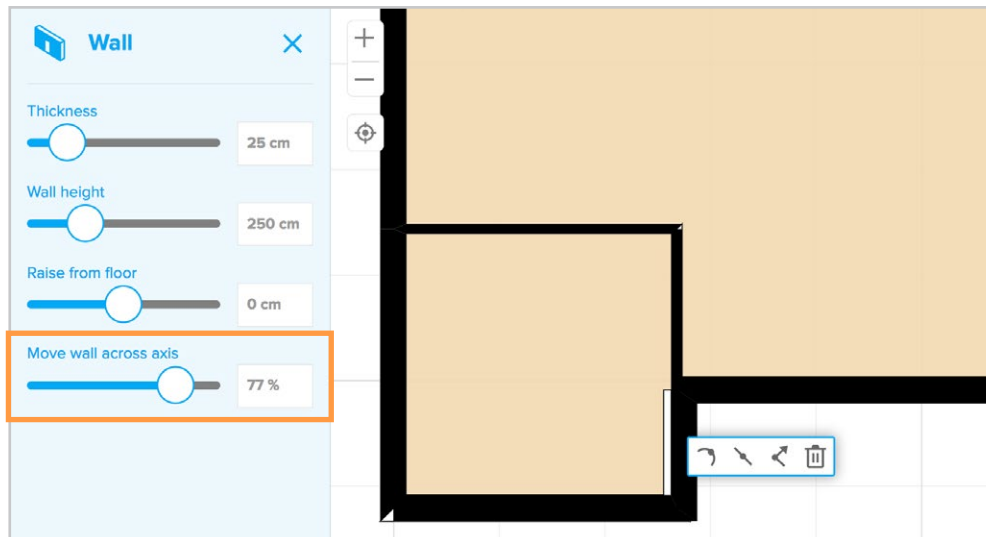 Wall
Thickness
25 cm
Wall height
250 cm
Raise from floor
0 cm
Move wall across axis
77 %